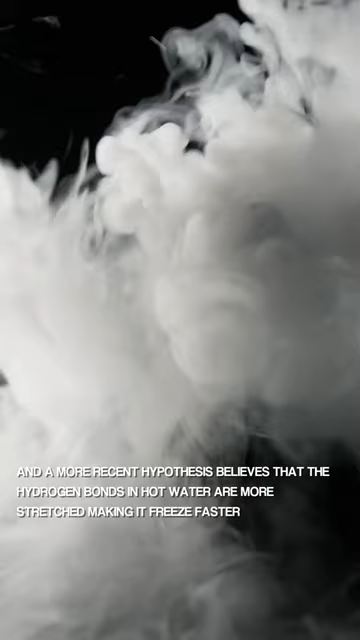 AND A MORE RECENT HYPOTHESIS BELIEVES THAT THE
HYDROGEN BONDS IN HOT WATER ARE MORE
STRETCHED MAKING IT FREEZE FASTER